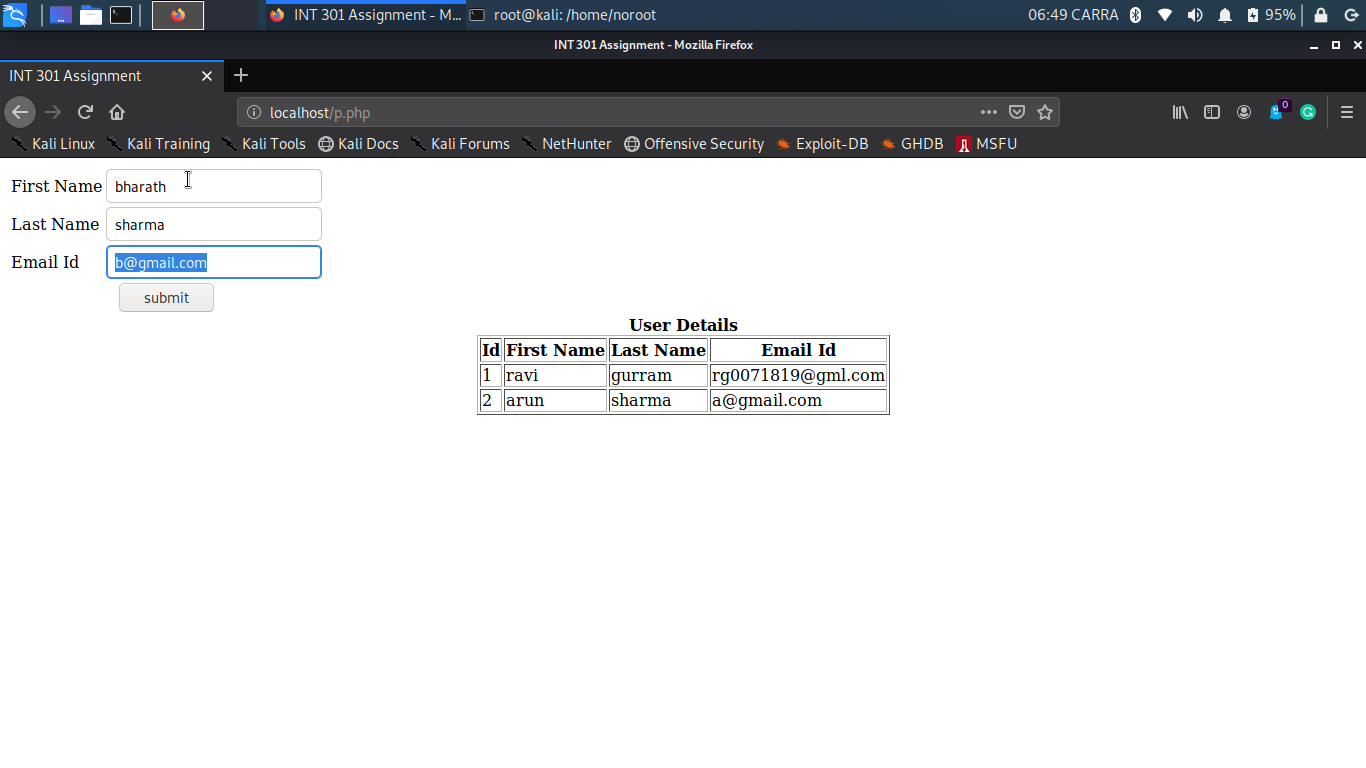 INT 301 Assignment - M... root@kali: /home/noroot 06:49 CARRA 95%
INT 301 Assignment - Mozilla Firefox
INT 301 Assignment
localhost/p.php 0
Kali Linux Kali Training Kali Tools Kali Docs Kali Forums NetHunter Offensive Security Exploit-DB GHDB MSFU
First Name bharath
Last Name sharma
Email Id b@gmail.com
submit
User Details
Id First Name Last Name Email Id
1 ravi gurram rg0071819@gml.com
2 arun sharma a@gmail.com